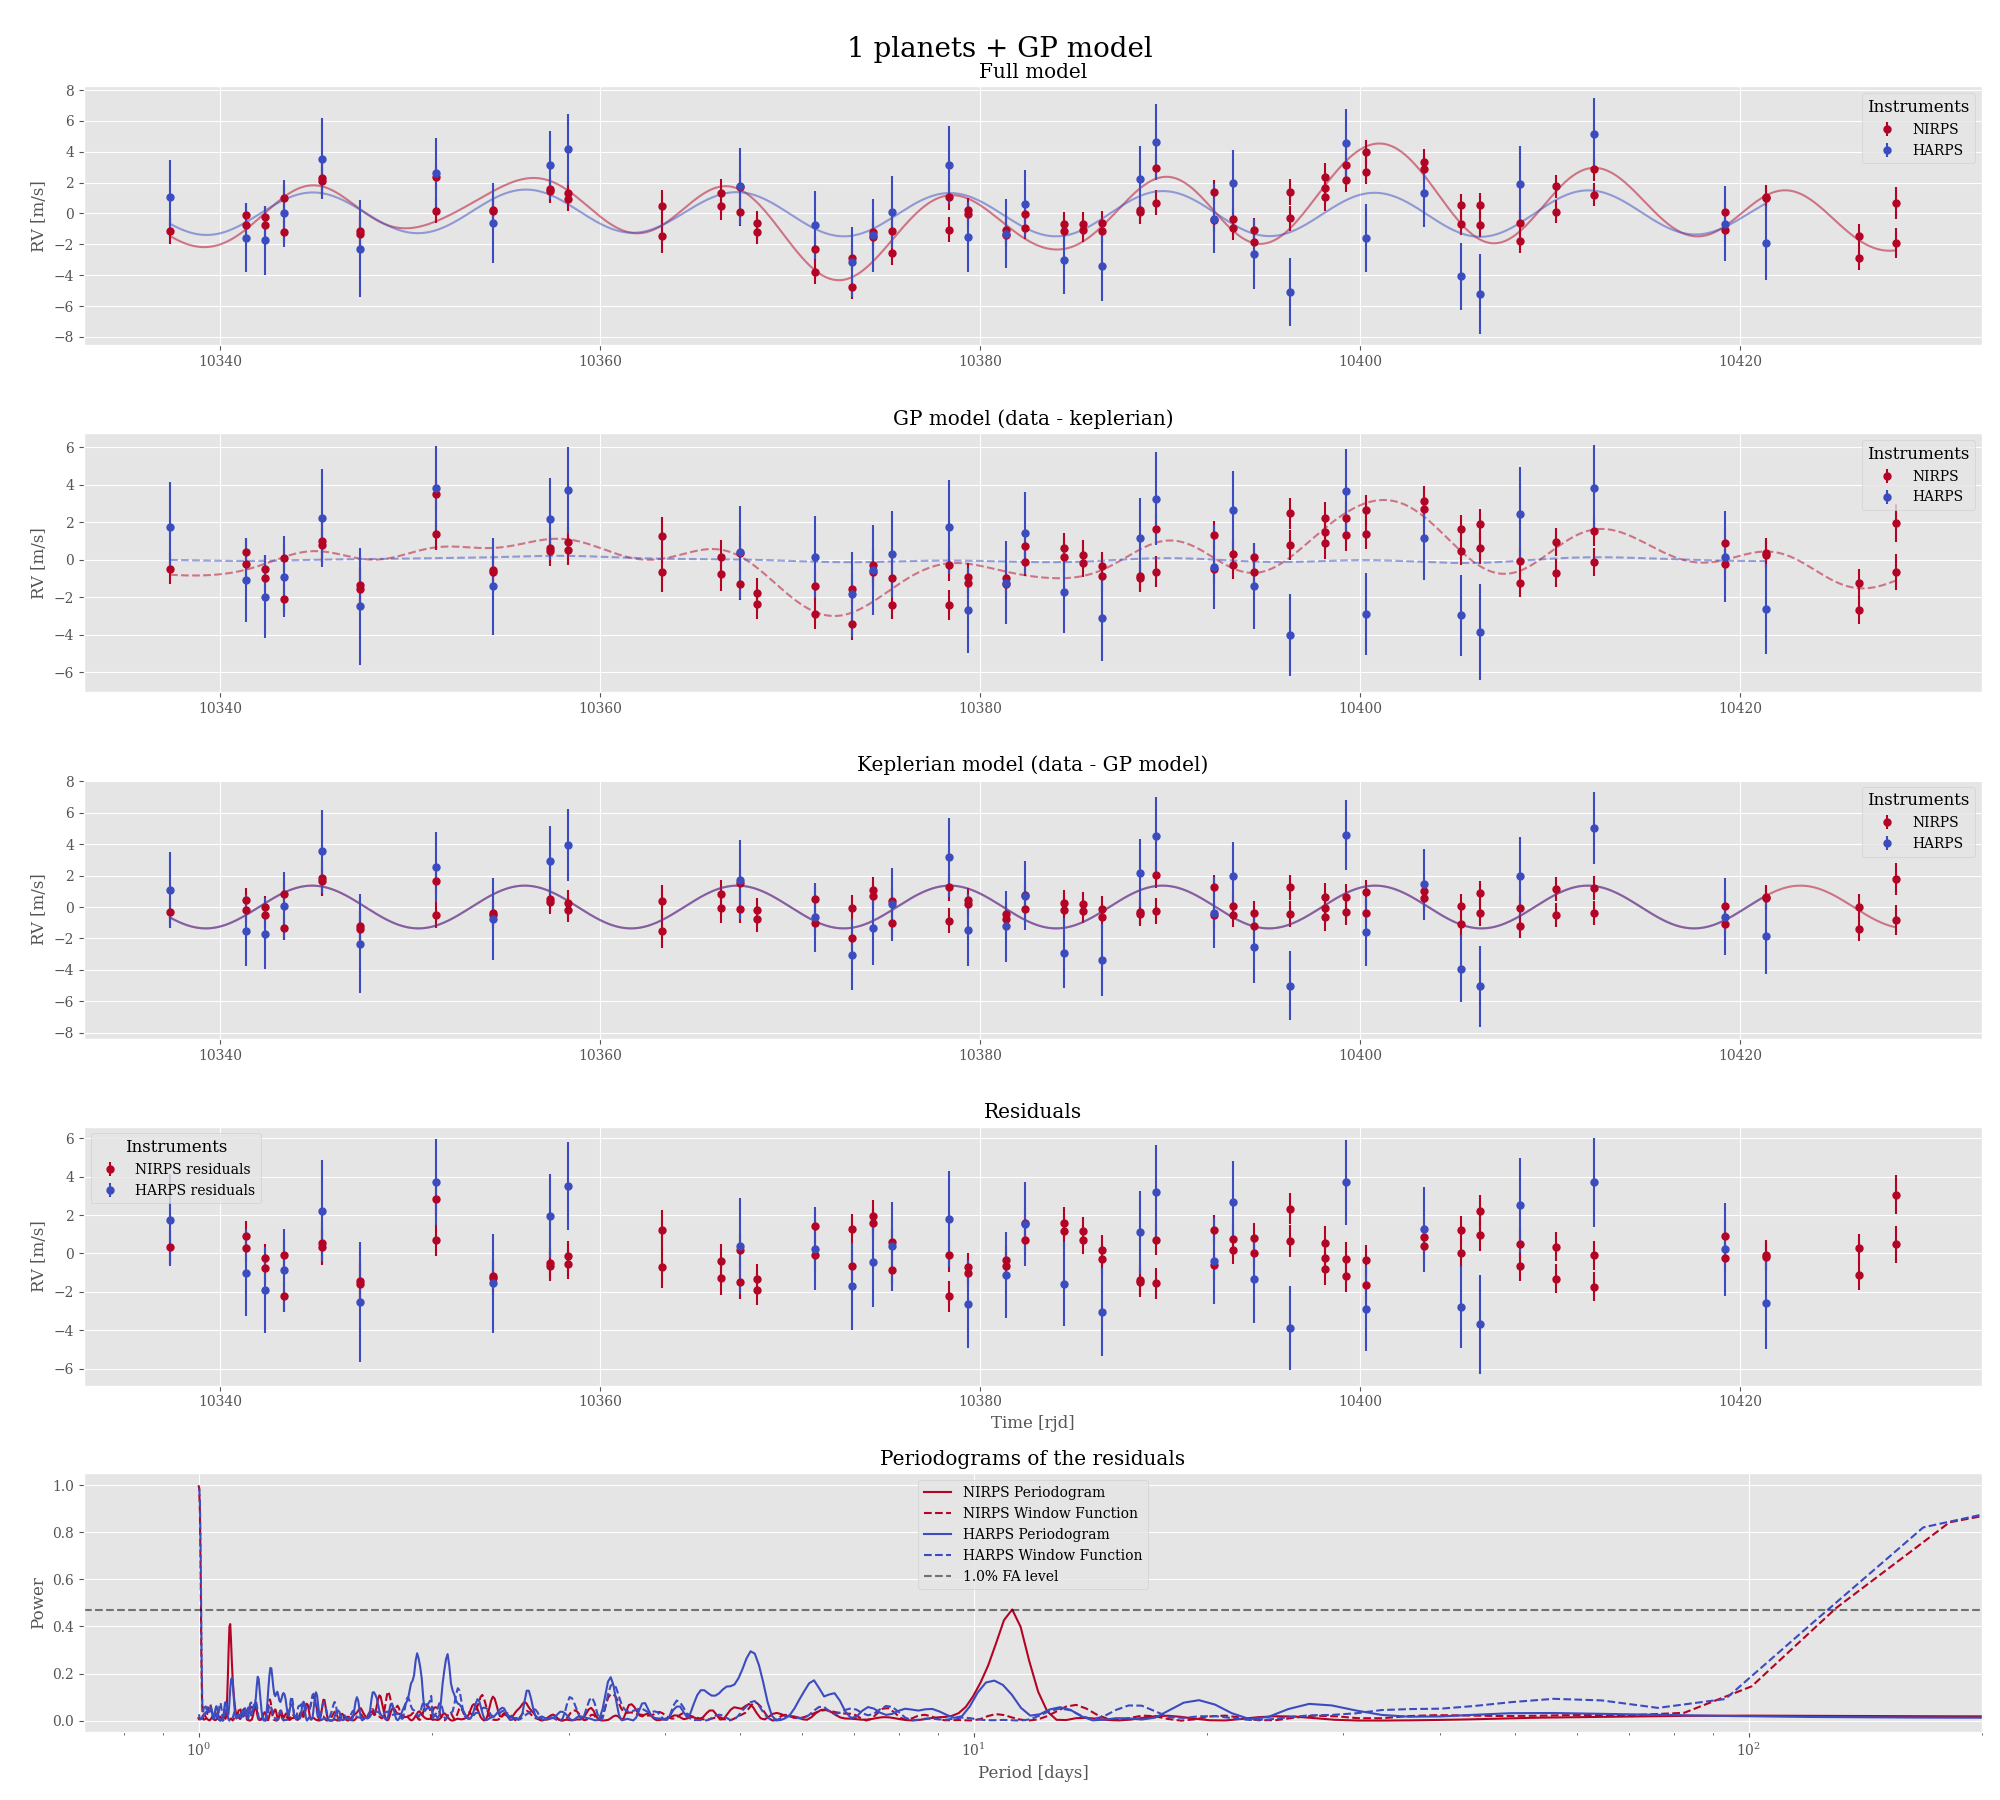 1 planets + GP model
Full model
RV [m/s]
8
6
4
2
0
−2
−4
−6
−8
Instruments
NIRPS
HARPS
10340
10360
10380
10400
10420
GP model (data - keplerian)
RV [m/s]
6
4
2
0
−2
−4
−6
Instruments
NIRPS
HARPS
10340
10360
10380
10400
10420
Keplerian model (data - GP model)
RV [m/s]
8
6
4
2
0
−2
−4
−6
−8
Instruments
NIRPS
HARPS
10340
10360
10380
10400
10420
Residuals
RV [m/s]
6
4
2
0
−2
−4
−6
Instruments
NIRPS residuals
HARPS residuals
10340
10360
10380
10400
10420
Time [rjd]
Periodograms of the residuals
Power
1.0
0.8
0.6
0.4
0.2
0.0
NIRPS Periodogram
NIRPS Window Function
HARPS Periodogram
HARPS Window Function
1.0% FA level
10⁰
10¹
10²
Period [days]